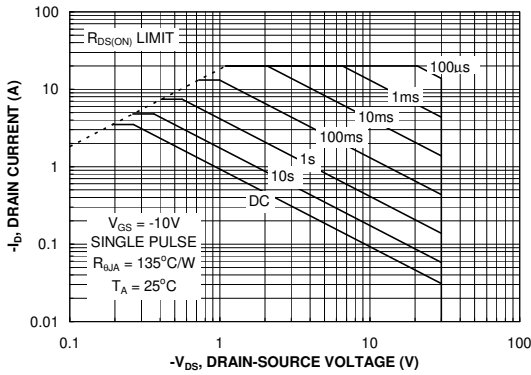 100
R_DS(ON) LIMIT
100µs
10
1ms
10ms
100ms
1
1s
10s
DC
V_GS = -10V
SINGLE PULSE
R_θJA = 135°C/W
T_A = 25°C
0.1
0.01
0.1 1 10 100
-V_DS, DRAIN-SOURCE VOLTAGE (V)
-I_D, DRAIN CURRENT (A)